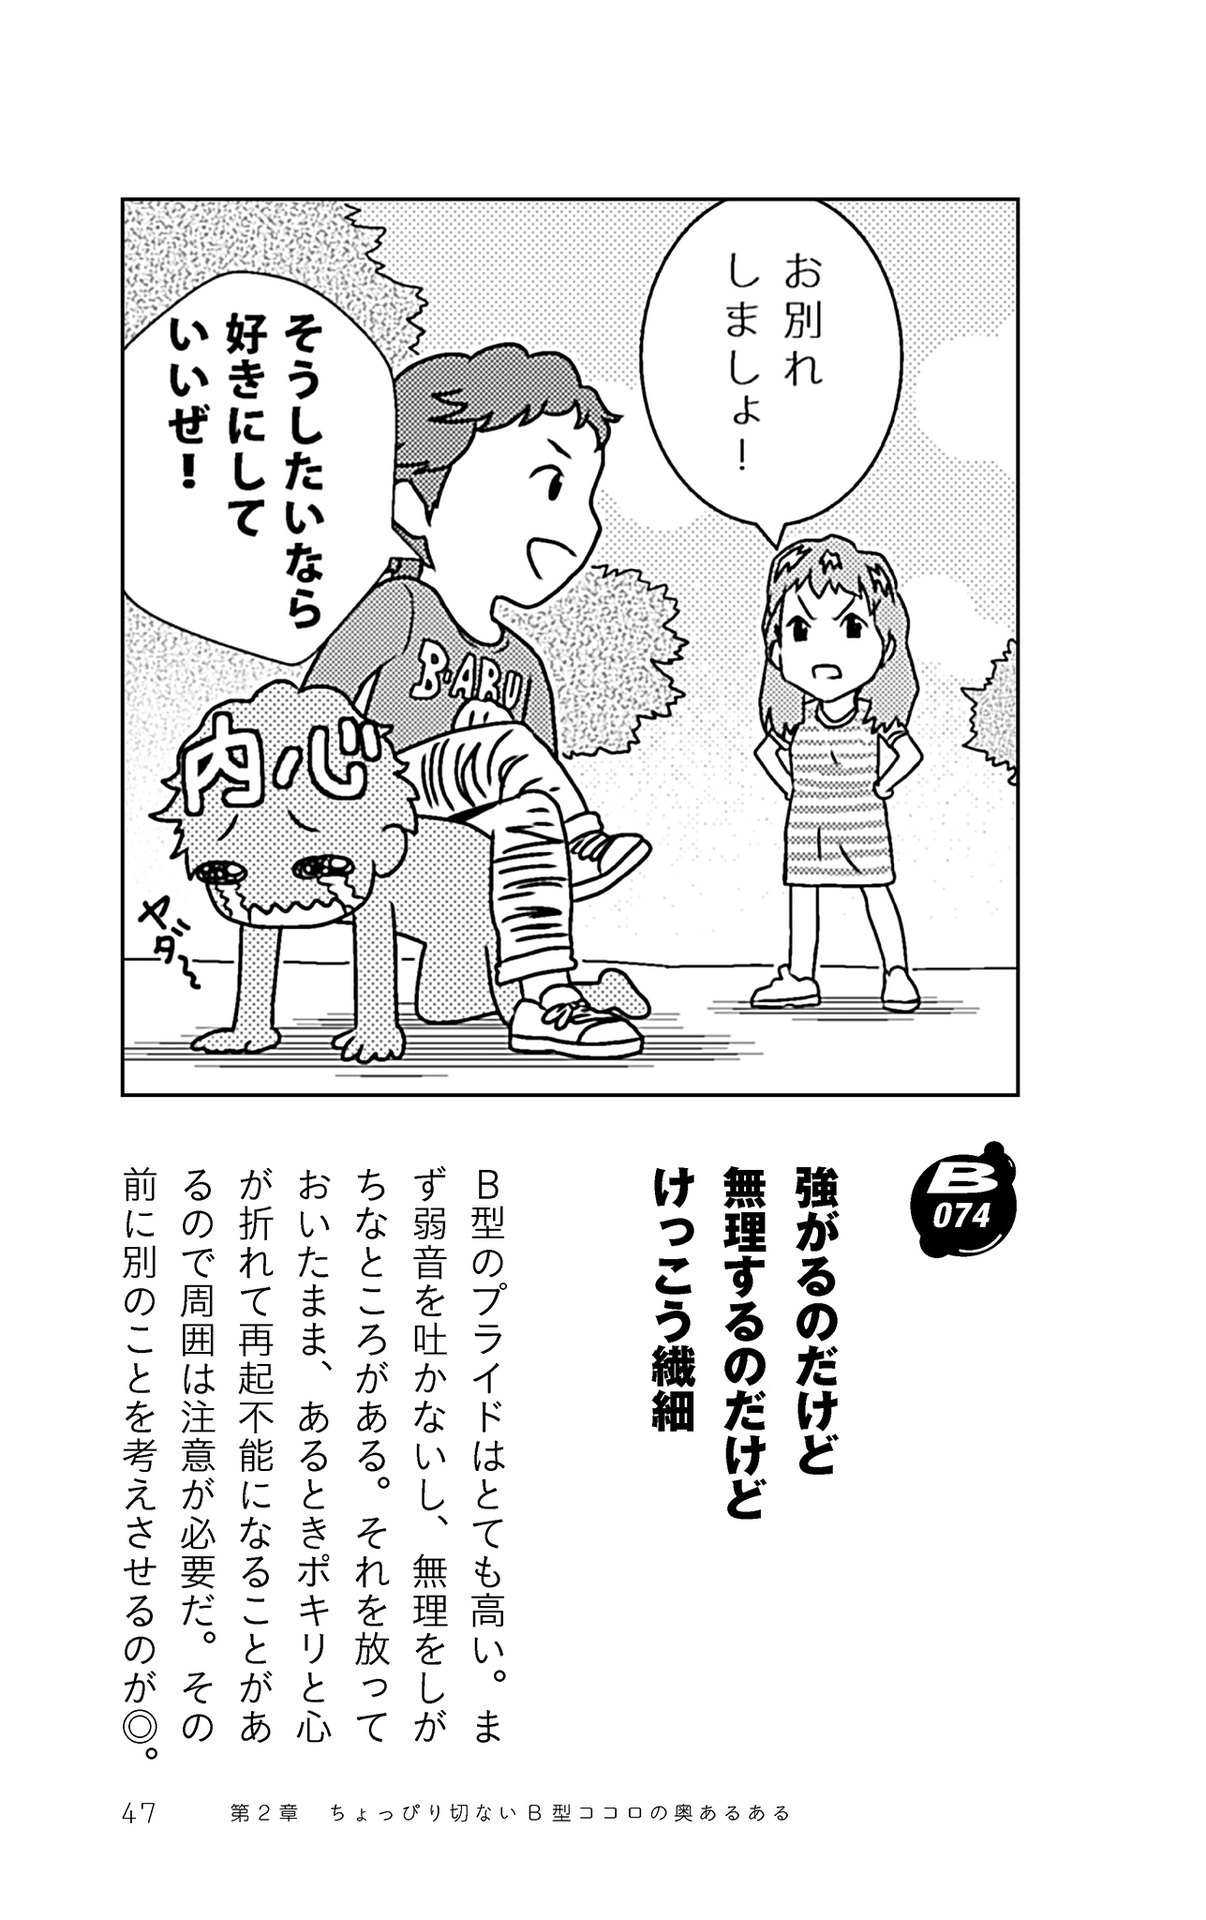 お別れ
しましょ!
そうしたいなら
好きにして
いいぜ!
B-ARU
内心
ヤダ〜
B
074
強がるのだけど
無理するのだけど
けっこう繊細
B型のプライドはとても高い。ま
ず弱音を吐かないし、無理をしが
ちなところがある。それを放って
おいたまま、あるときポキリと心
が折れて再起不能になることがあ
るので周囲は注意が必要だ。その
前に別のことを考えさせるのが◎。
47 第2章 ちょっぴり切ないB型ココロの奥あるある